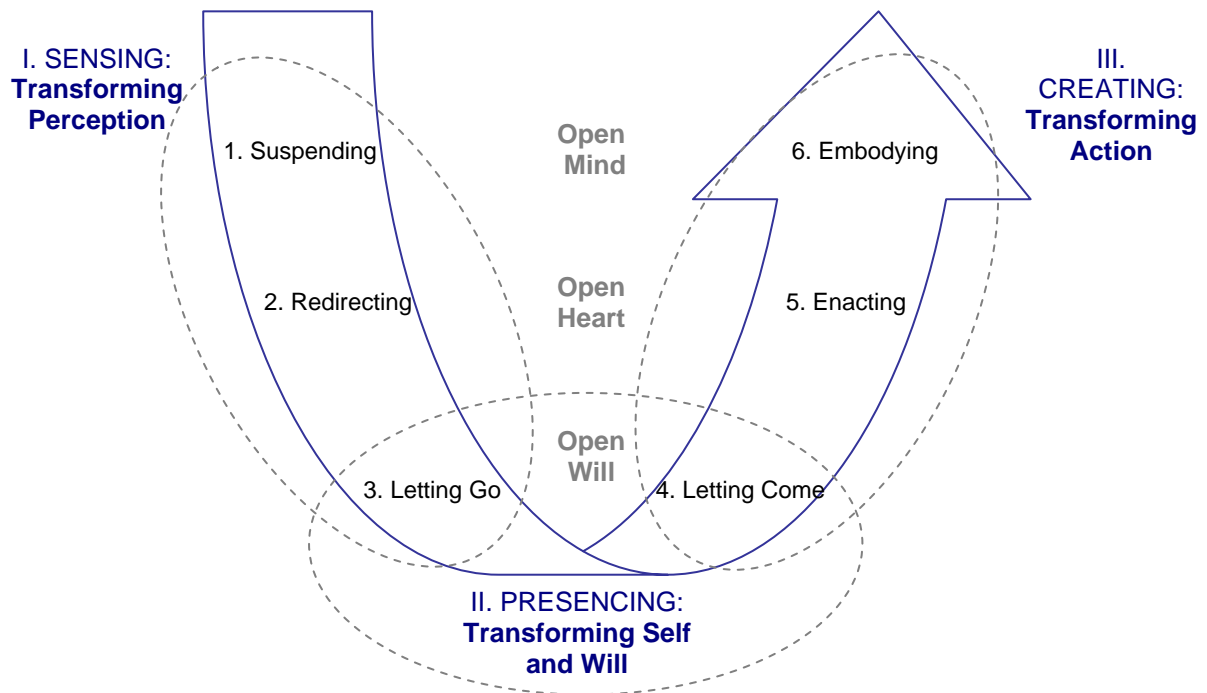 I. SENSING:
Transforming
Perception
1. Suspending
2. Redirecting
3. Letting Go
Open
Mind
Open
Heart
Open
Will
II. PRESENCING:
Transforming Self
and Will
4. Letting Come
5. Enacting
6. Embodying
III.
CREATING:
Transforming
Action